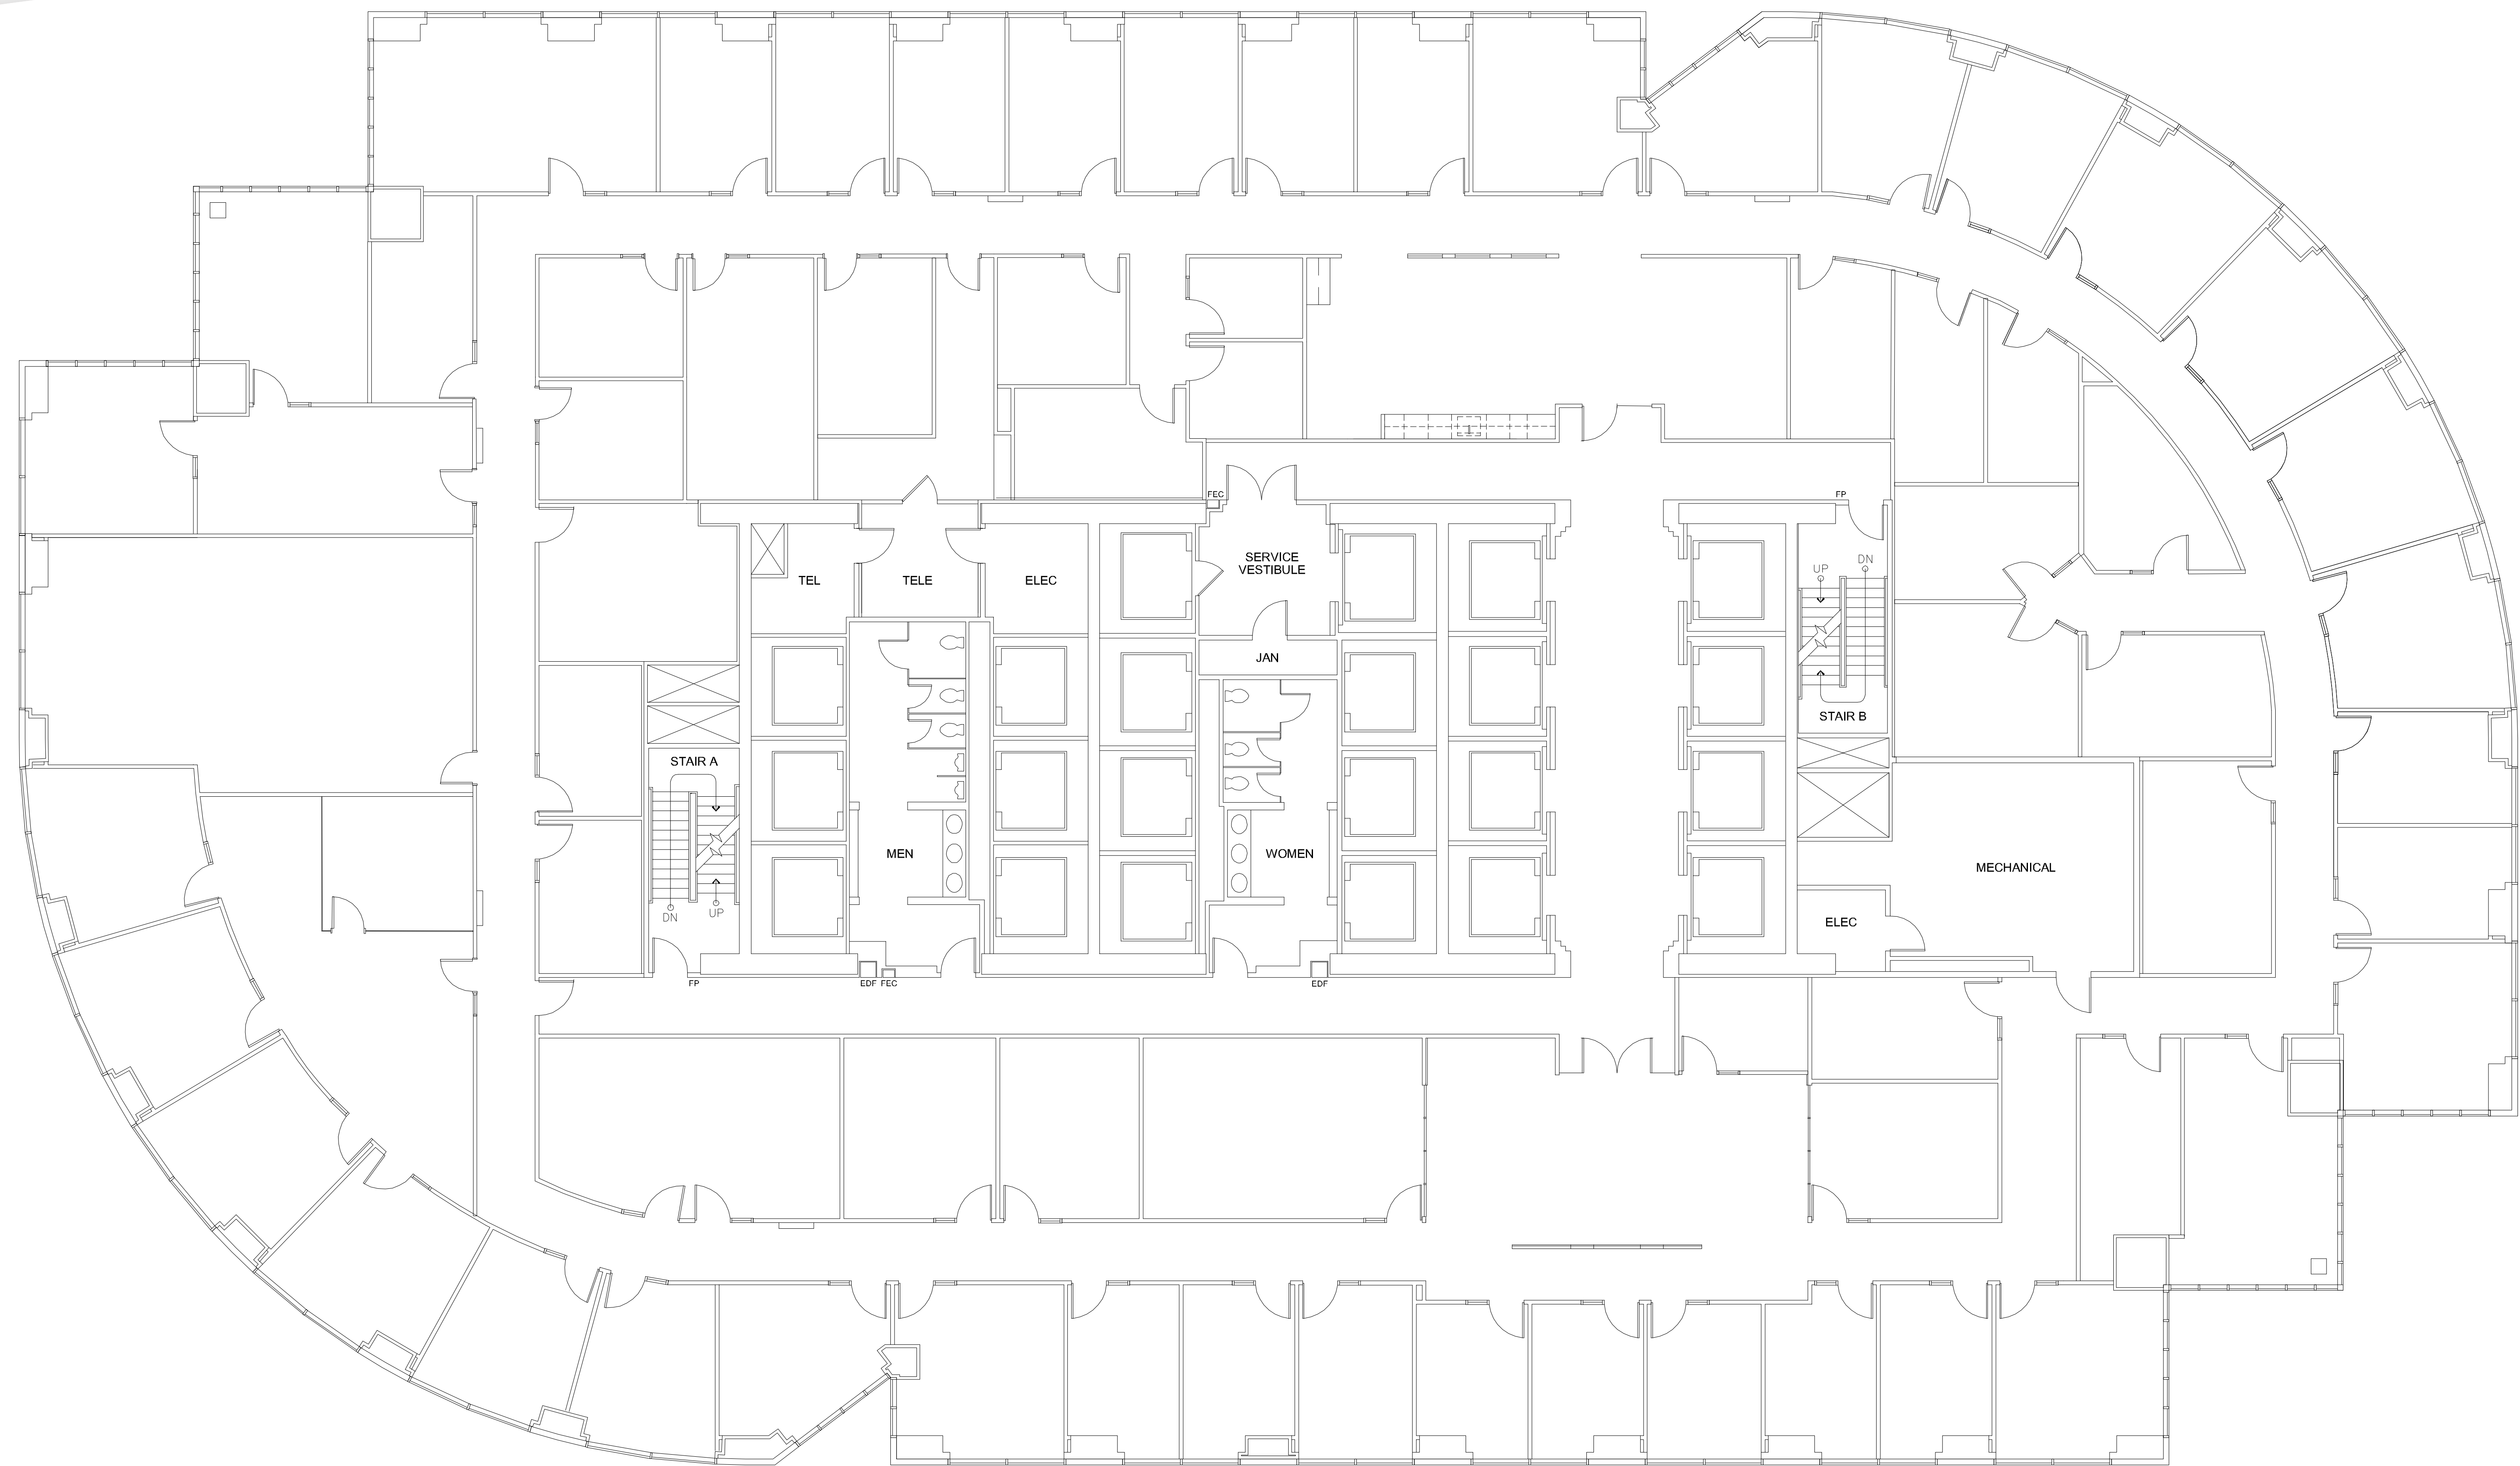 FEC
FP
SERVICE
VESTIBULE
TEL
TELE
ELEC
DN
UP
JAN
STAIR B
STAIR A
MEN
WOMEN
MECHANICAL
DN
UP
ELEC
FP
EDF
FEC
EDF